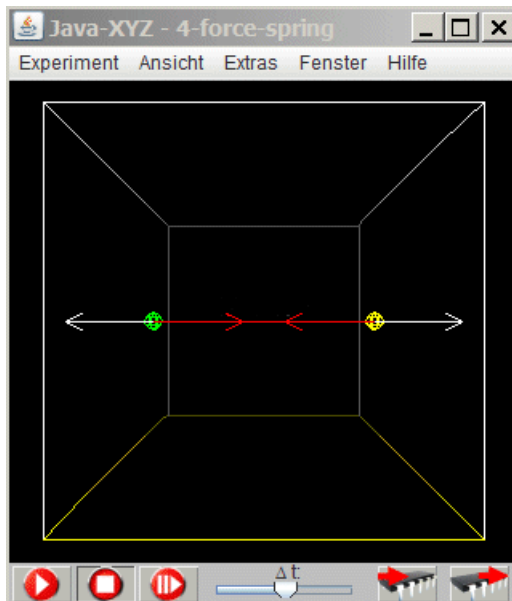 Java-XYZ - 4-force-spring
Experiment Ansicht Extras Fenster Hilfe
Δt